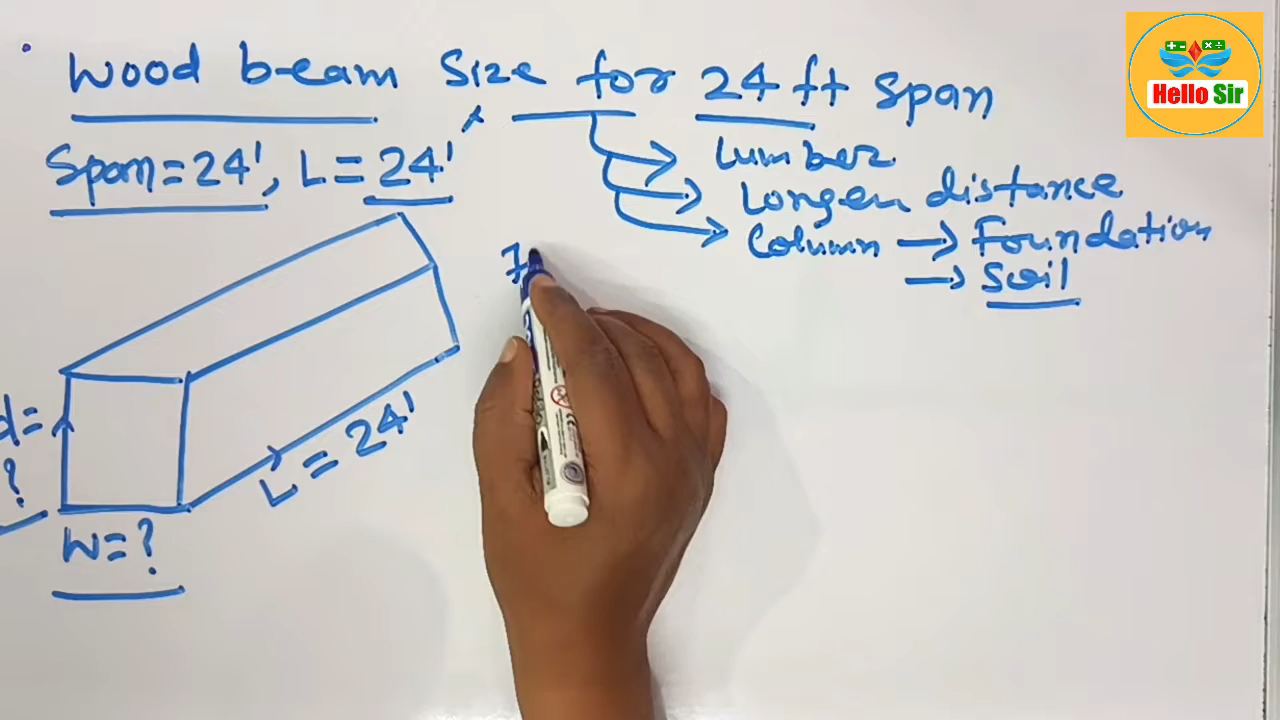 Wood beam Size for 24 ft span
Span = 24', L = 24'
Lumber
Longer distance
Column → Foundation
→ Soil
d =
?
L = 24'
W = ?
Hello Sir